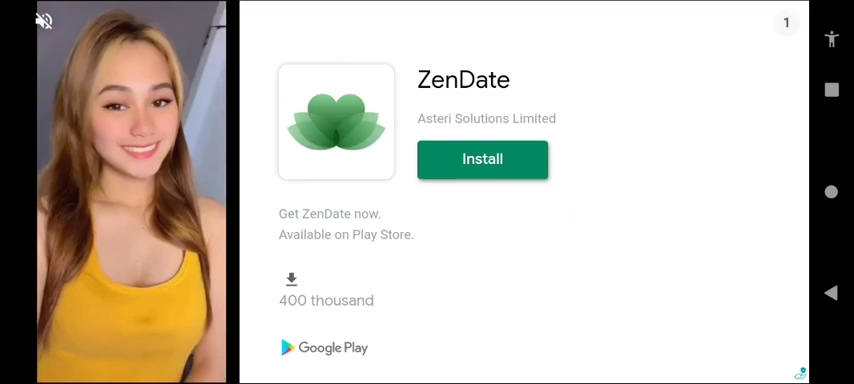 1
ZenDate
Asteri Solutions Limited
Install
Get ZenDate now.
Available on Play Store.
400 thousand
Google Play